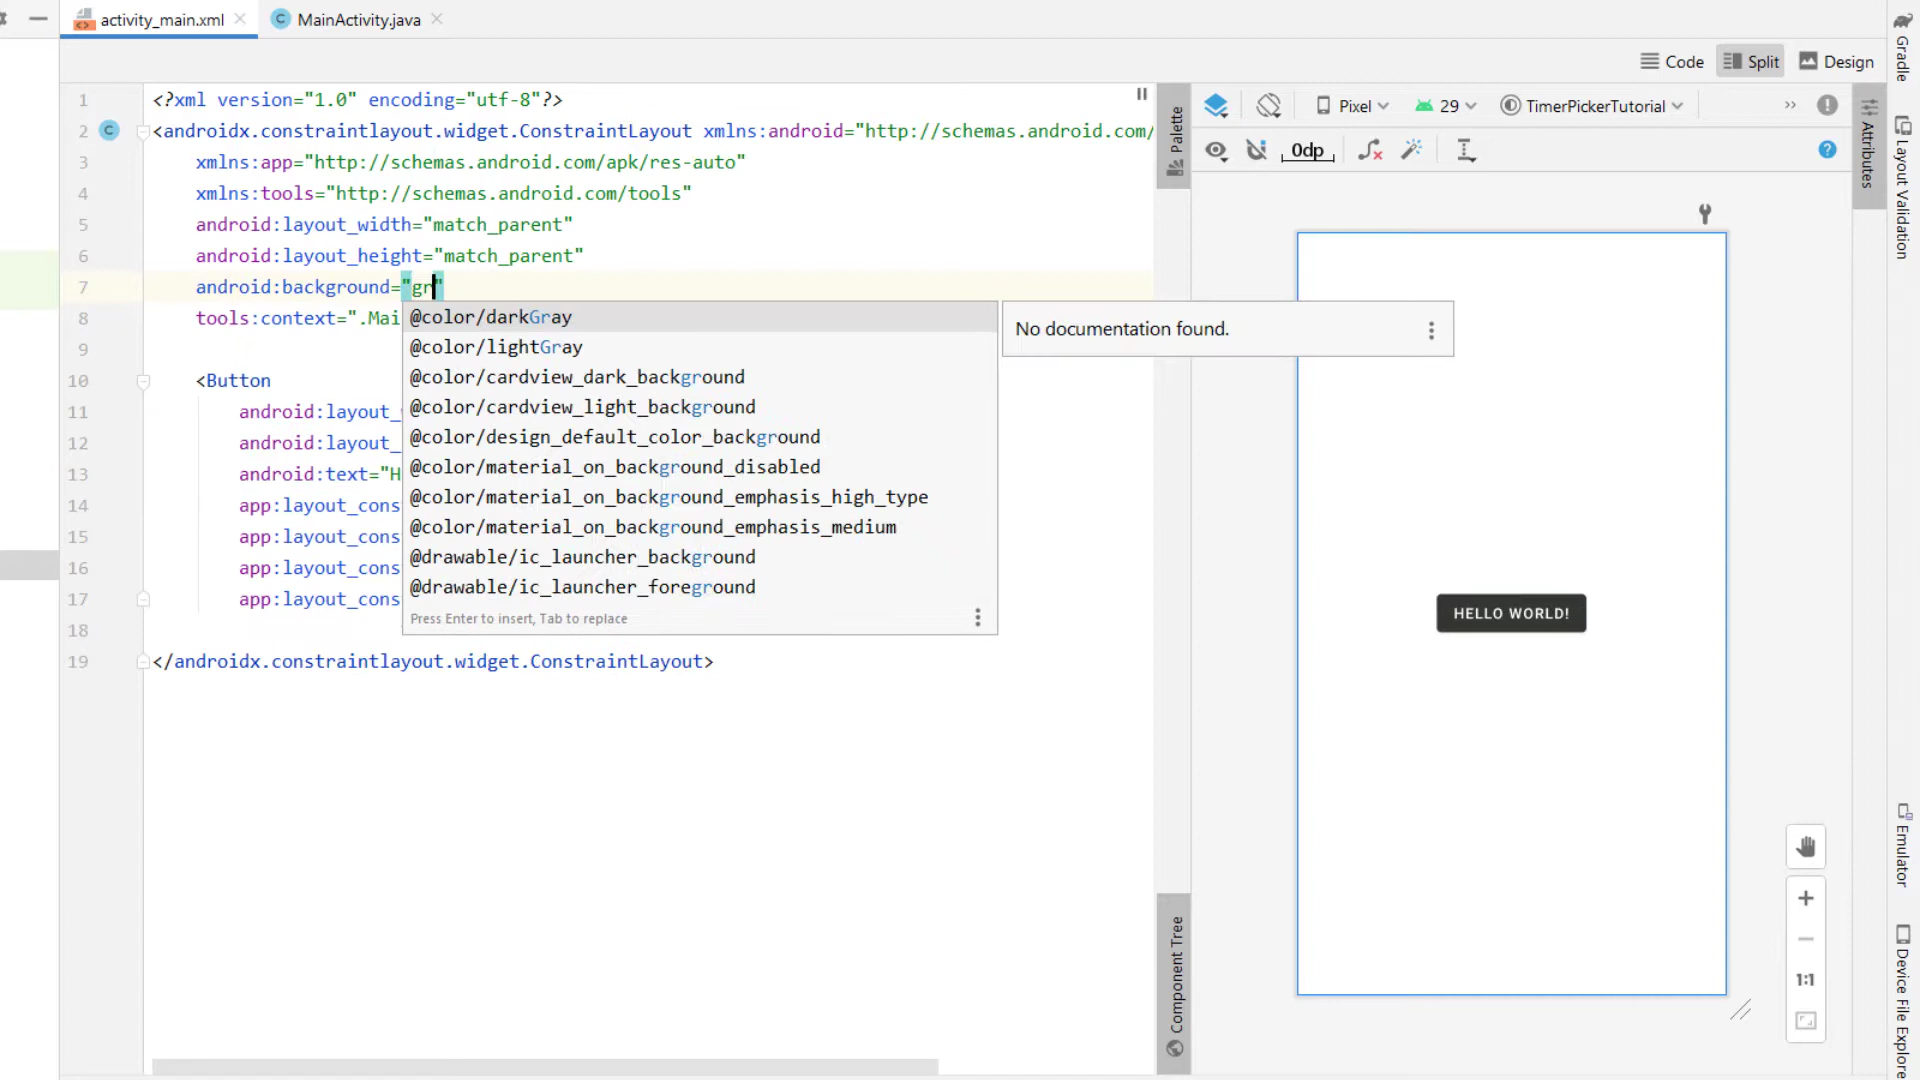 activity_main.xml
MainActivity.java
Code
Split
Design
1 <?xml version="1.0" encoding="utf-8"?>
2 <androidx.constraintlayout.widget.ConstraintLayout xmlns:android="http://schemas.android.com/
3 xmlns:app="http://schemas.android.com/apk/res-auto"
4 xmlns:tools="http://schemas.android.com/tools"
5 android:layout_width="match_parent"
6 android:layout_height="match_parent"
7 android:background="gr"
8 tools:context=".Mai
9
10 <Button
11 android:layout_
12 android:layout_
13 android:text="H
14 app:layout_cons
15 app:layout_cons
16 app:layout_cons
17 app:layout_cons
18
19 </androidx.constraintlayout.widget.ConstraintLayout>
@color/darkGray
@color/lightGray
@color/cardview_dark_background
@color/cardview_light_background
@color/design_default_color_background
@color/material_on_background_disabled
@color/material_on_background_emphasis_high_type
@color/material_on_background_emphasis_medium
@drawable/ic_launcher_background
@drawable/ic_launcher_foreground
Press Enter to insert, Tab to replace
No documentation found.
Palette
Component Tree
Pixel
29
TimerPickerTutorial
0dp
HELLO WORLD!
1:1
Attributes
Gradle
Layout Validation
Emulator
Device File Explore